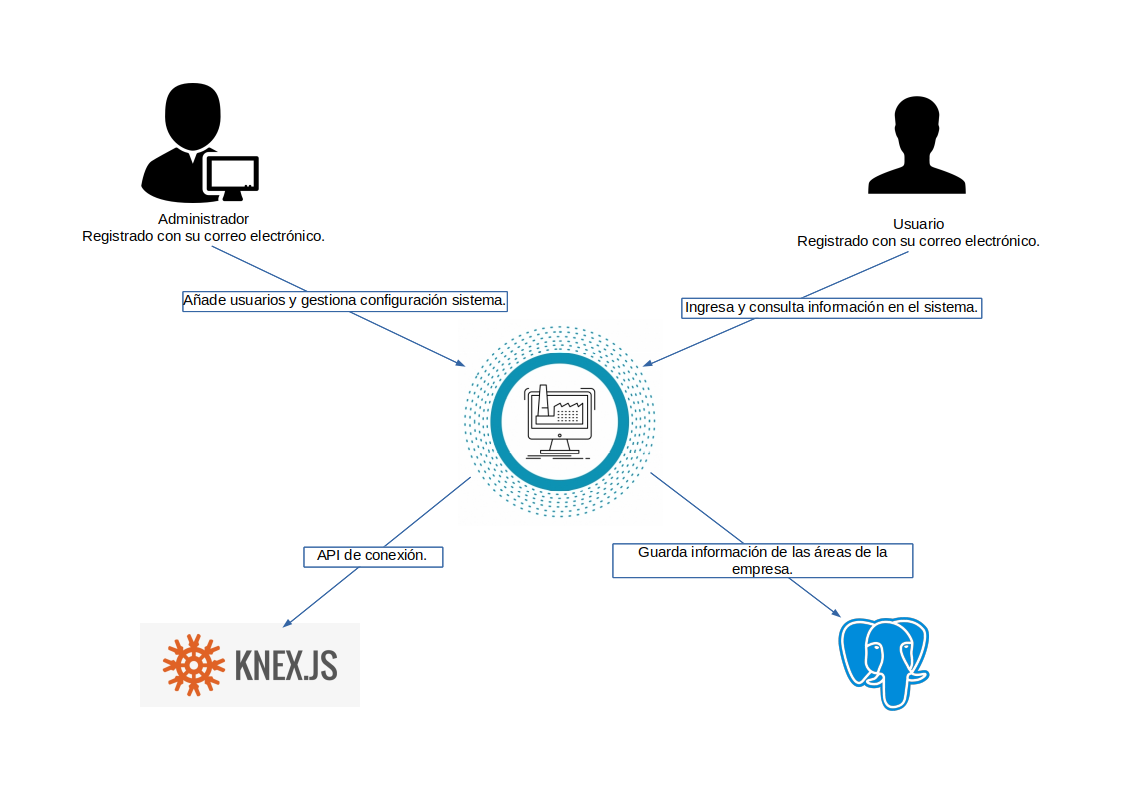 Administrador
Registrado con su correo electrónico.
Usuario
Registrado con su correo electrónico.
Añade usuarios y gestiona configuración sistema.
Ingresa y consulta información en el sistema.
API de conexión.
Guarda información de las áreas de la
empresa.
KNEX.JS